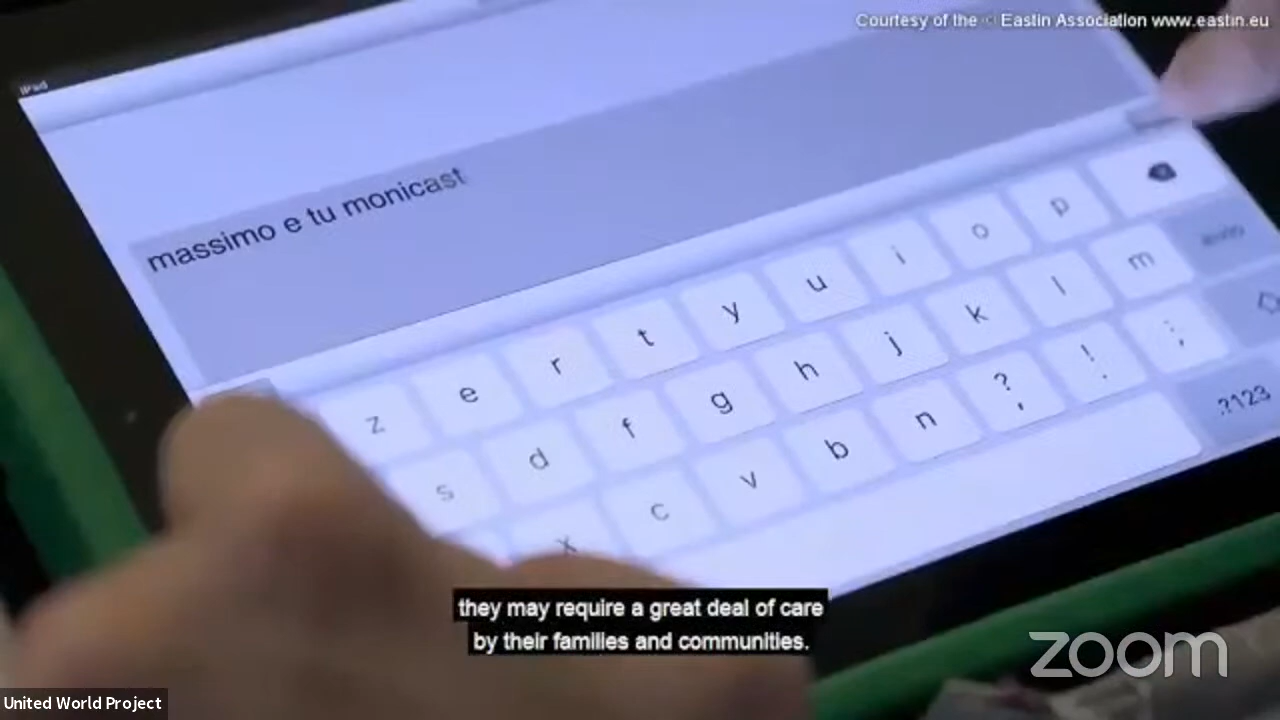 Courtesy of the © Eastin Association www.eastin.eu
iPad
massimo e tu monicast
z e r t y u i o p
s d f g h j k l m
x c v b n ? , ! . : ;
.?123
they may require a great deal of care
by their families and communities.
zoom
United World Project